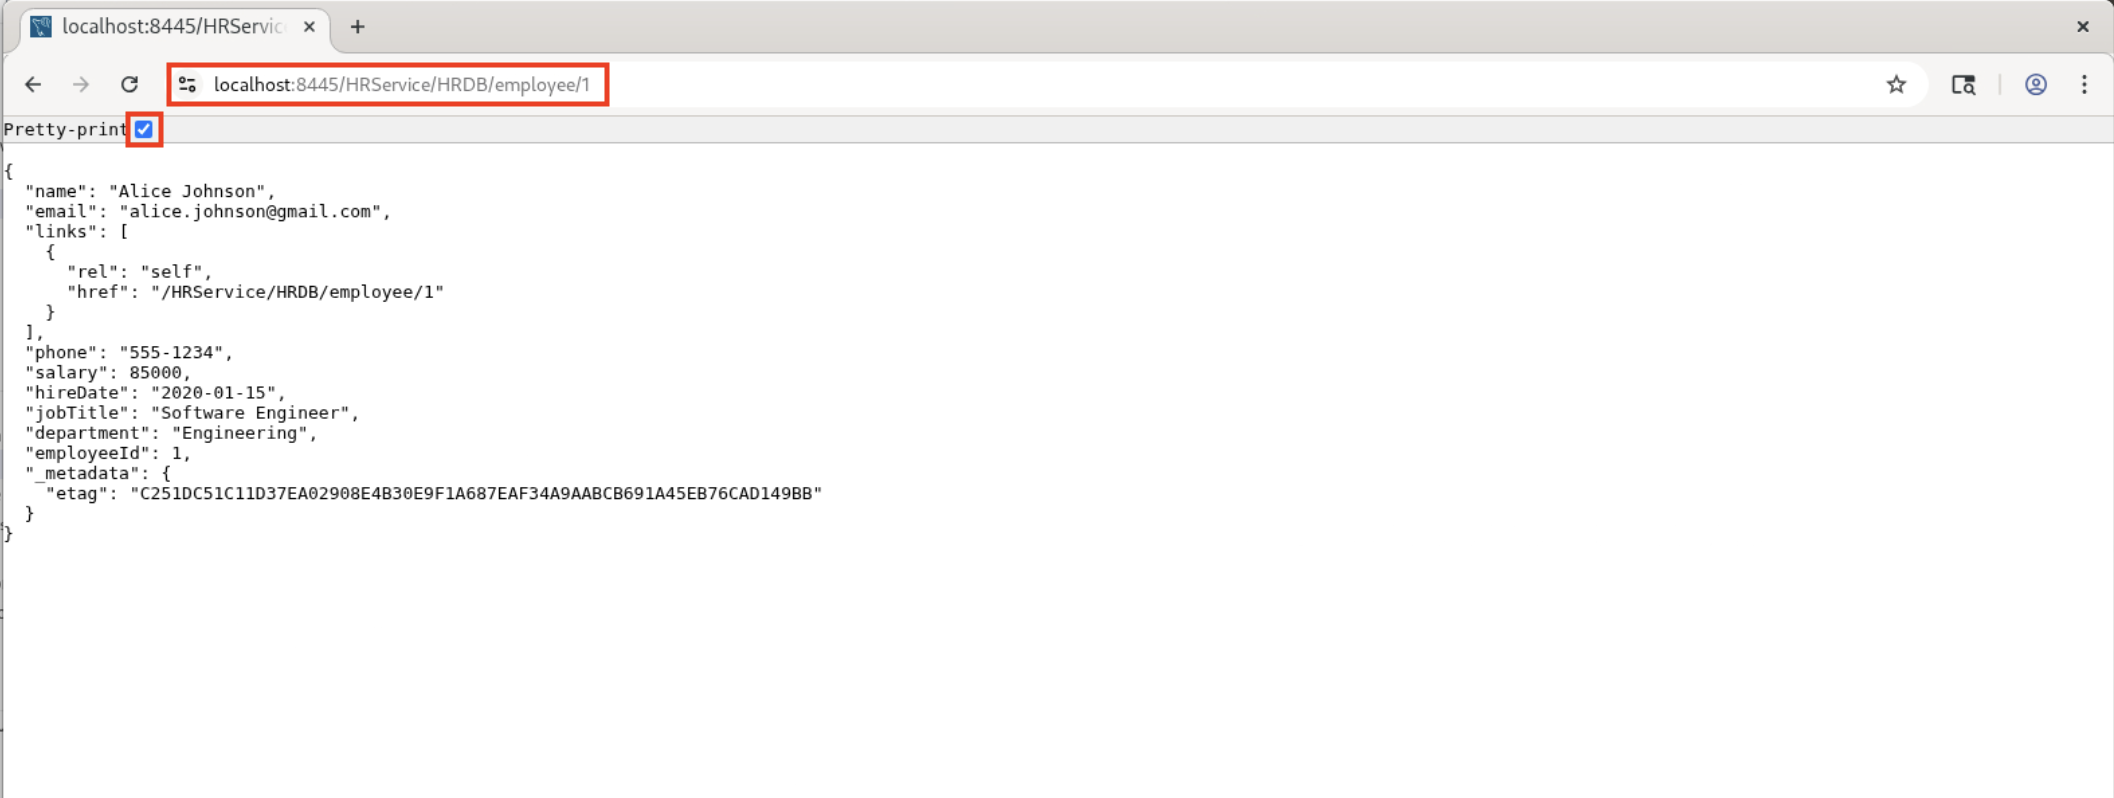 localhost:8445/HRServic
localhost:8445/HRService/HRDB/employee/1
Pretty-print
{
"name": "Alice Johnson",
"email": "alice.johnson@gmail.com",
"links": [
{
"rel": "self",
"href": "/HRService/HRDB/employee/1"
}
],
"phone": "555-1234",
"salary": 85000,
"hireDate": "2020-01-15",
"jobTitle": "Software Engineer",
"department": "Engineering",
"employeeId": 1,
"_metadata": {
"etag": "C251DC51C11D37EA02908E4B30E9F1A687EAF34A9AABCB691A45EB76CAD149BB"
}
}